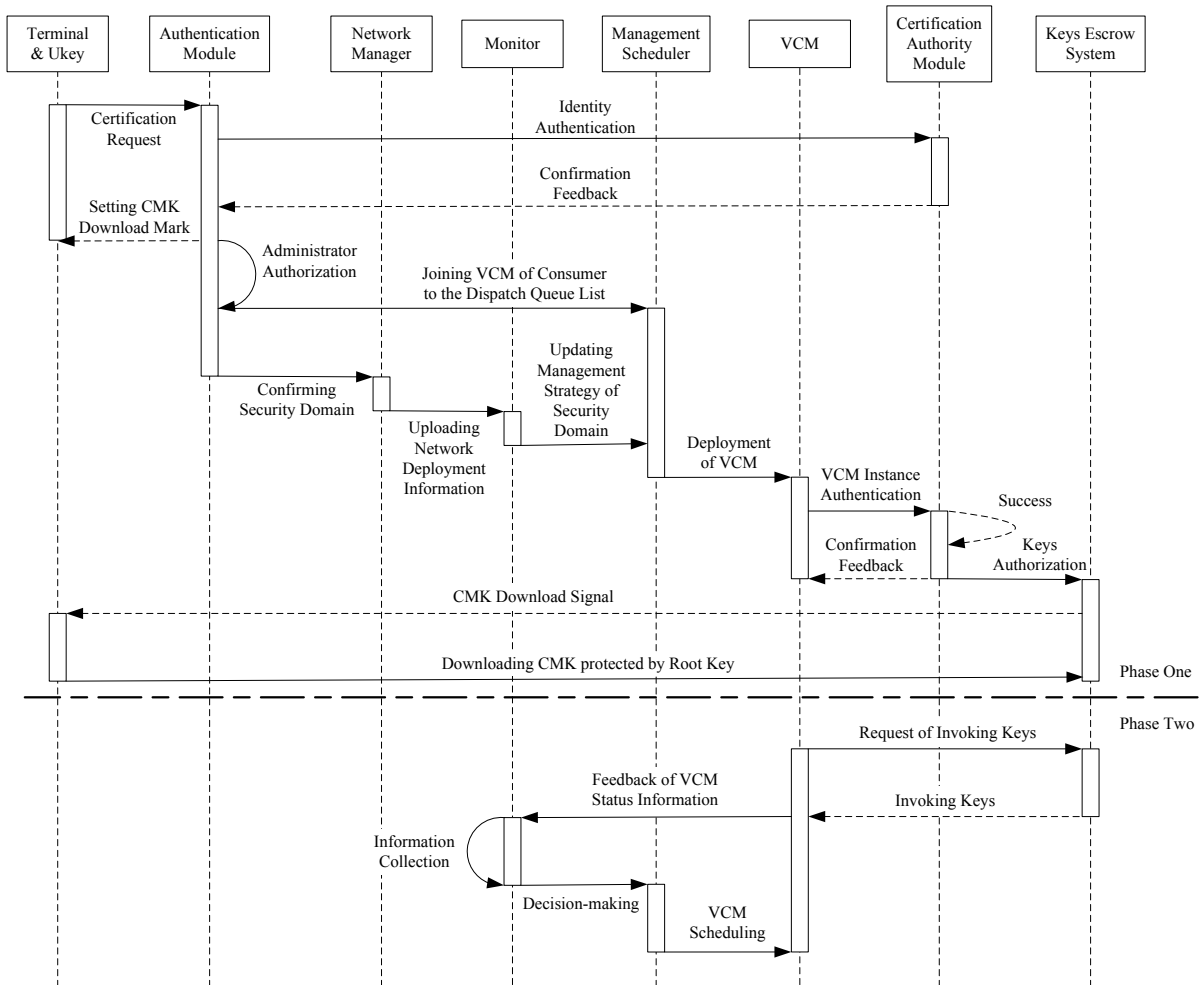 Terminal
& Ukey
Authentication
Module
Network
Manager
Monitor
Management
Scheduler
VCM
Certification
Authority
Module
Keys Escrow
System
Certification
Request
Identity
Authentication
Confirmation
Feedback
Setting CMK
Download Mark
Administrator
Authorization
Joining VCM of Consumer
to the Dispatch Queue List
Updating
Management
Strategy of
Security
Domain
Confirming
Security Domain
Uploading
Network
Deployment
Information
Deployment
of VCM
VCM Instance
Authentication
Success
Confirmation
Feedback
Keys
Authorization
CMK Download Signal
Downloading CMK protected by Root Key
Phase One
Phase Two
Request of Invoking Keys
Feedback of VCM
Status Information
Invoking Keys
Information
Collection
Decision-making
VCM
Scheduling